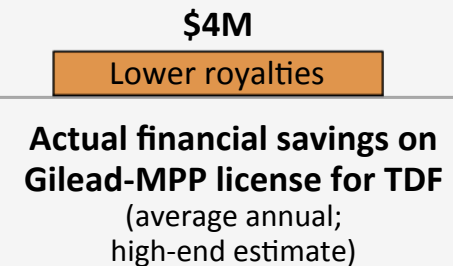 $4M
Lower royalties
Actual financial savings on
Gilead-MPP license for TDF
(average annual;
high-end estimate)